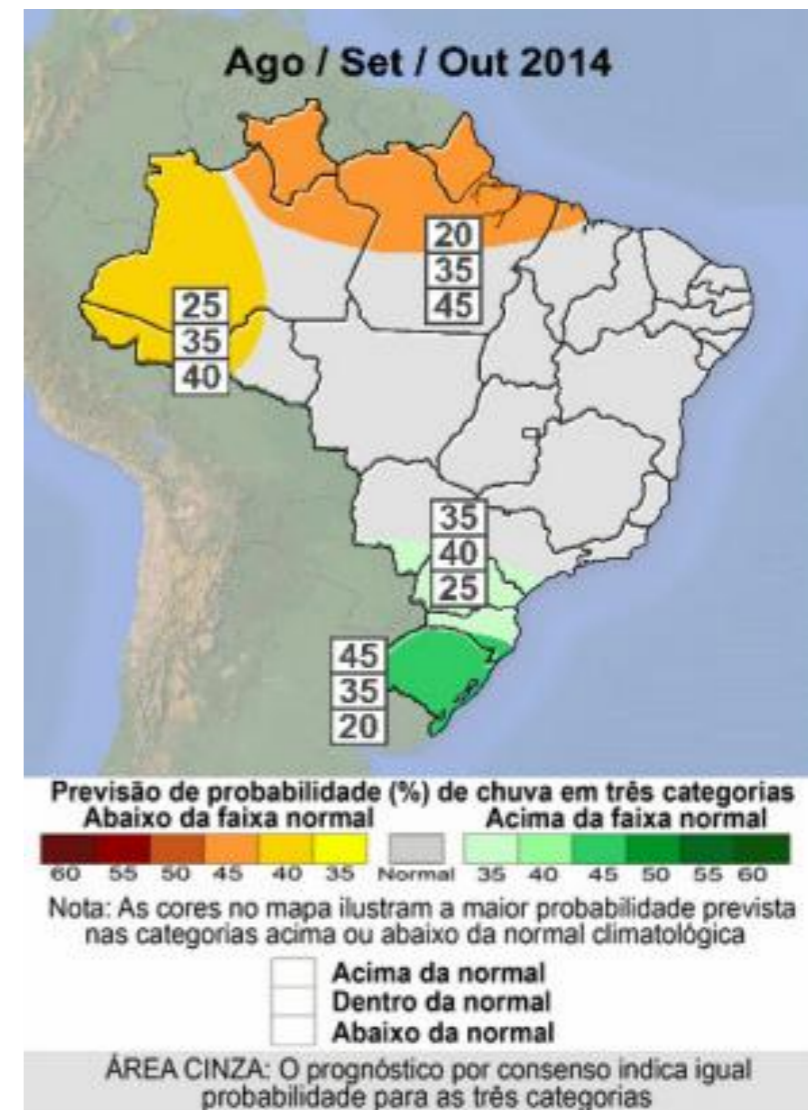 Ago / Set / Out 2014
20
35
45
25
35
40
35
40
25
45
35
20
Previsão de probabilidade (%) de chuva em três categorias
Abaixo da faixa normal Acima da faixa normal
60 55 50 45 40 35 Normal 35 40 45 50 55 60
Nota: As cores no mapa ilustram a maior probabilidade prevista
nas categorias acima ou abaixo da normal climatológica
Acima da normal
Dentro da normal
Abaixo da normal
ÁREA CINZA: O prognóstico por consenso indica igual
probabilidade para as três categorias